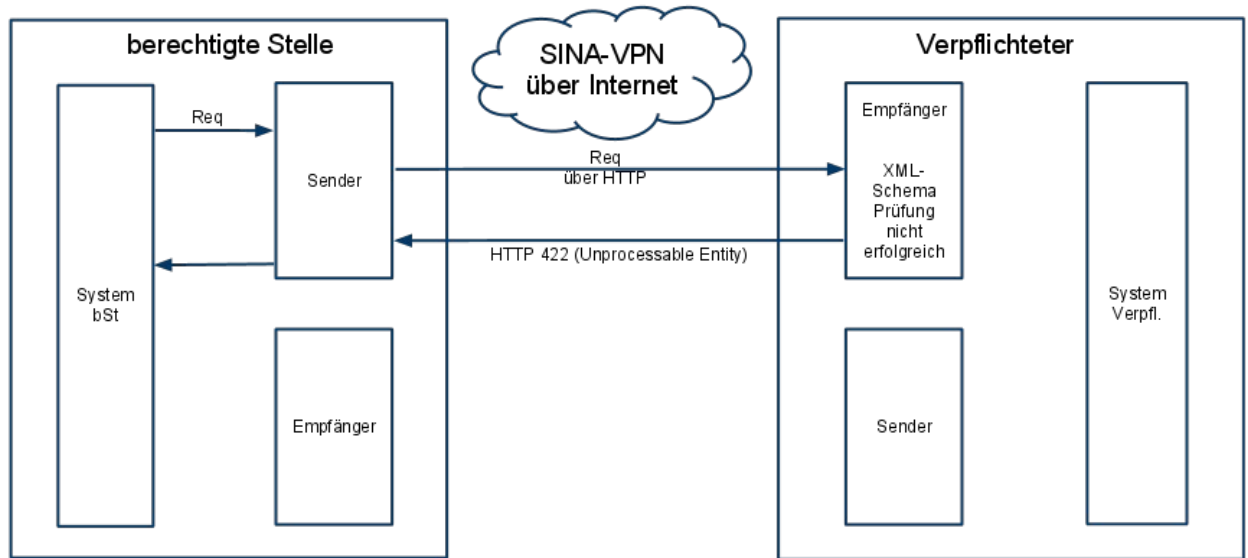 berechtigte Stelle
SINA-VPN
über Internet
Verpflichteter
Req
Sender
System
bSt
Empfänger
Req
über HTTP
HTTP 422 (Unprocessable Entity)
Empfänger
XML-
Schema
Prüfung
nicht
erfolgreich
Sender
System
Verpfl.